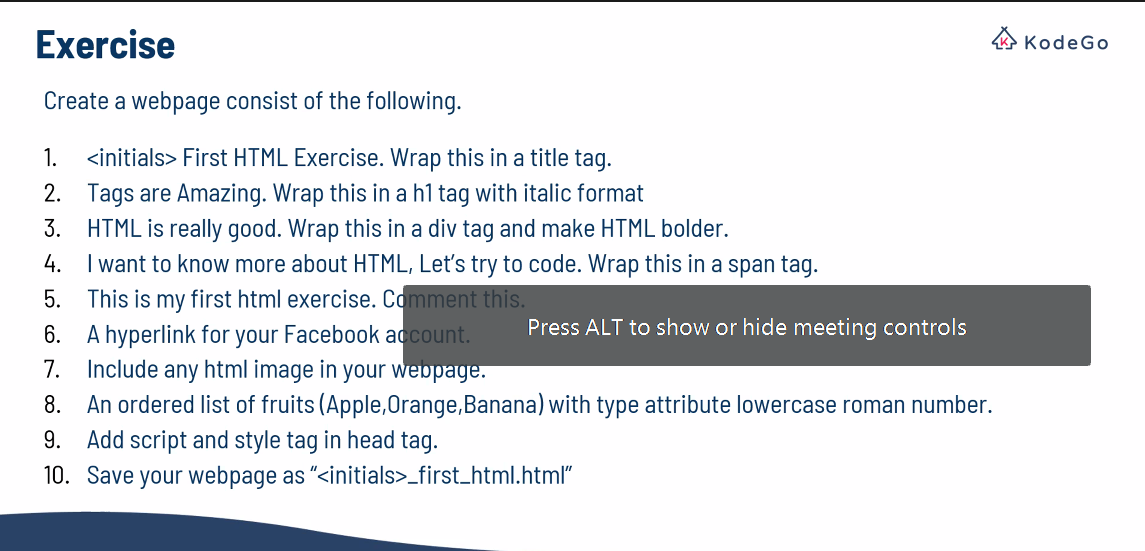 Exercise
KodeGo
Create a webpage consist of the following.
1. <initials> First HTML Exercise. Wrap this in a title tag.
2. Tags are Amazing. Wrap this in a h1 tag with italic format
3. HTML is really good. Wrap this in a div tag and make HTML bolder.
4. I want to know more about HTML, Let's try to code. Wrap this in a span tag.
5. This is my first html exercise. Comment this.
Press ALT to show or hide meeting controls
6. A hyperlink for your Facebook account.
7. Include any html image in your webpage.
8. An ordered list of fruits (Apple,Orange,Banana) with type attribute lowercase roman number.
9. Add script and style tag in head tag.
10. Save your webpage as “<initials>_first_html.html”